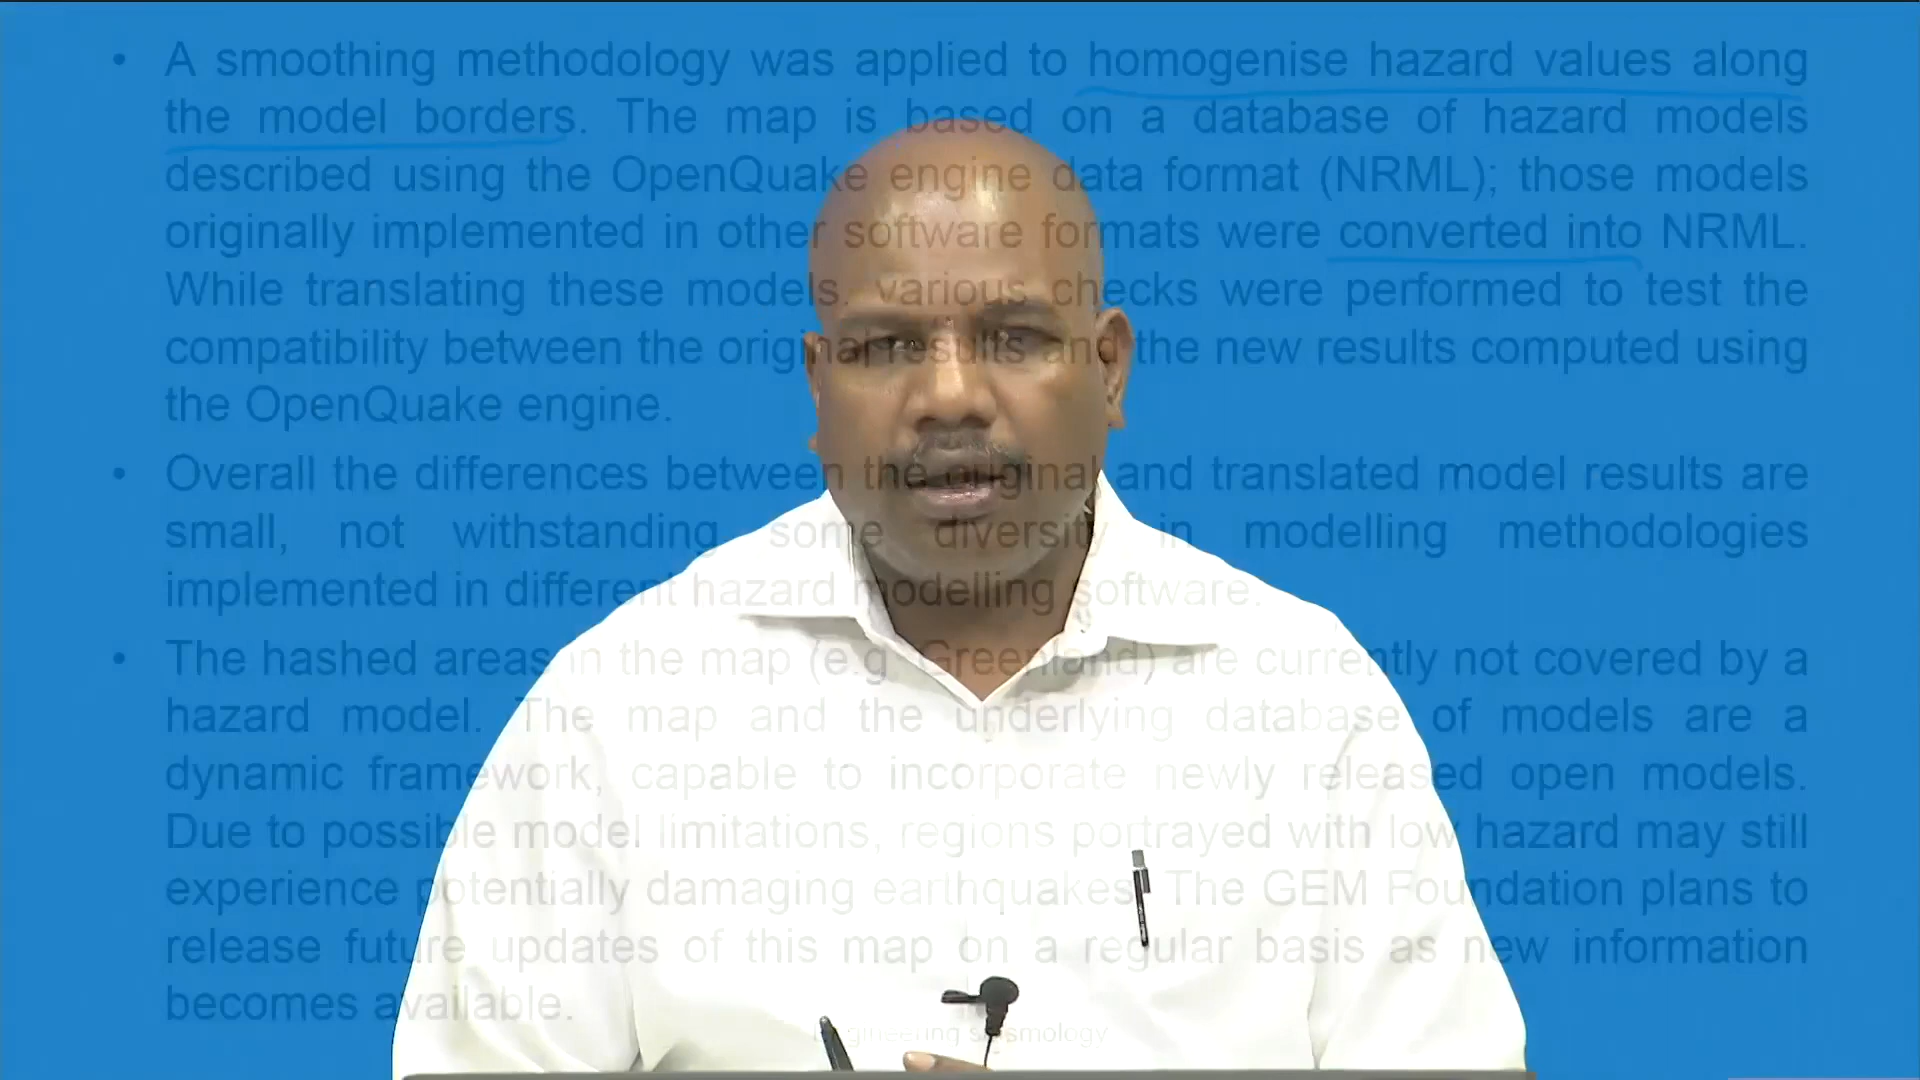 • A smoothing methodology was applied to homogenise hazard values along
the model borders. The map is based on a database of hazard models
described using the OpenQuake engine data format (NRML); those models
originally implemented in other software formats were converted into NRML.
While translating these models, various checks were performed to test the
compatibility between the original results and the new results computed using
the OpenQuake engine.
• Overall the differences between the original and translated model results are
small, not withstanding some diversity in modelling methodologies
implemented in different hazard modelling software.
• The hashed areas in the map (e.g. Greenland) are currently not covered by a
hazard model. The map and the underlying database of models are a
dynamic framework, capable to incorporate newly released open models.
Due to possible model limitations, regions portrayed with low hazard may still
experience potentially damaging earthquakes. The GEM Foundation plans to
release future updates of this map on a regular basis as new information
becomes available.
Engineering seismology